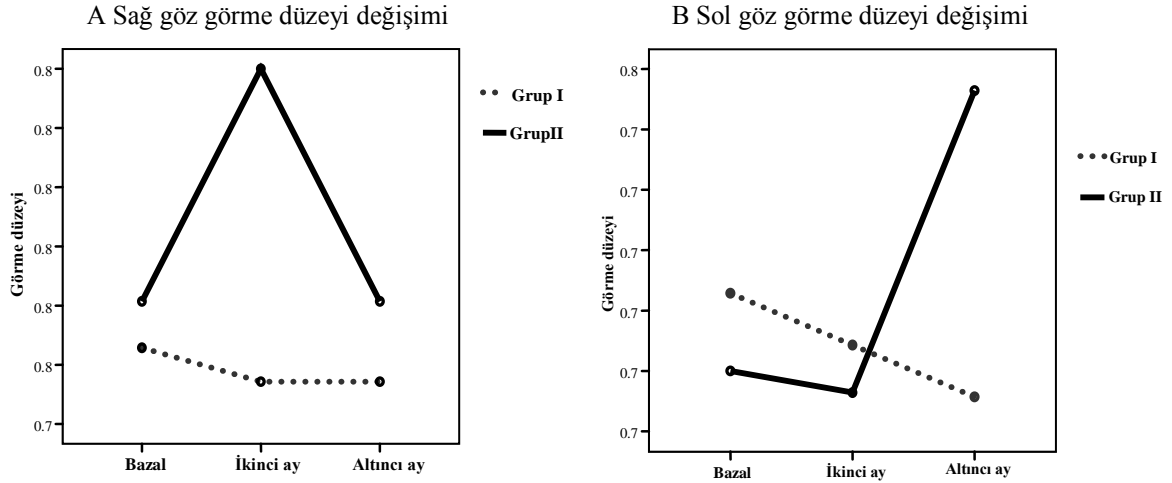 A Sağ göz görme düzeyi değişimi
Görme düzeyi
0.8
0.8
0.8
0.8
0.8
0.8
0.7
Bazal İkinci ay Altıncı ay
Grup I
GrupII
B Sol göz görme düzeyi değişimi
Görme düzeyi
0.8
0.7
0.7
0.7
0.7
0.7
0.7
Bazal İkinci ay Altıncı ay
Grup I
Grup II